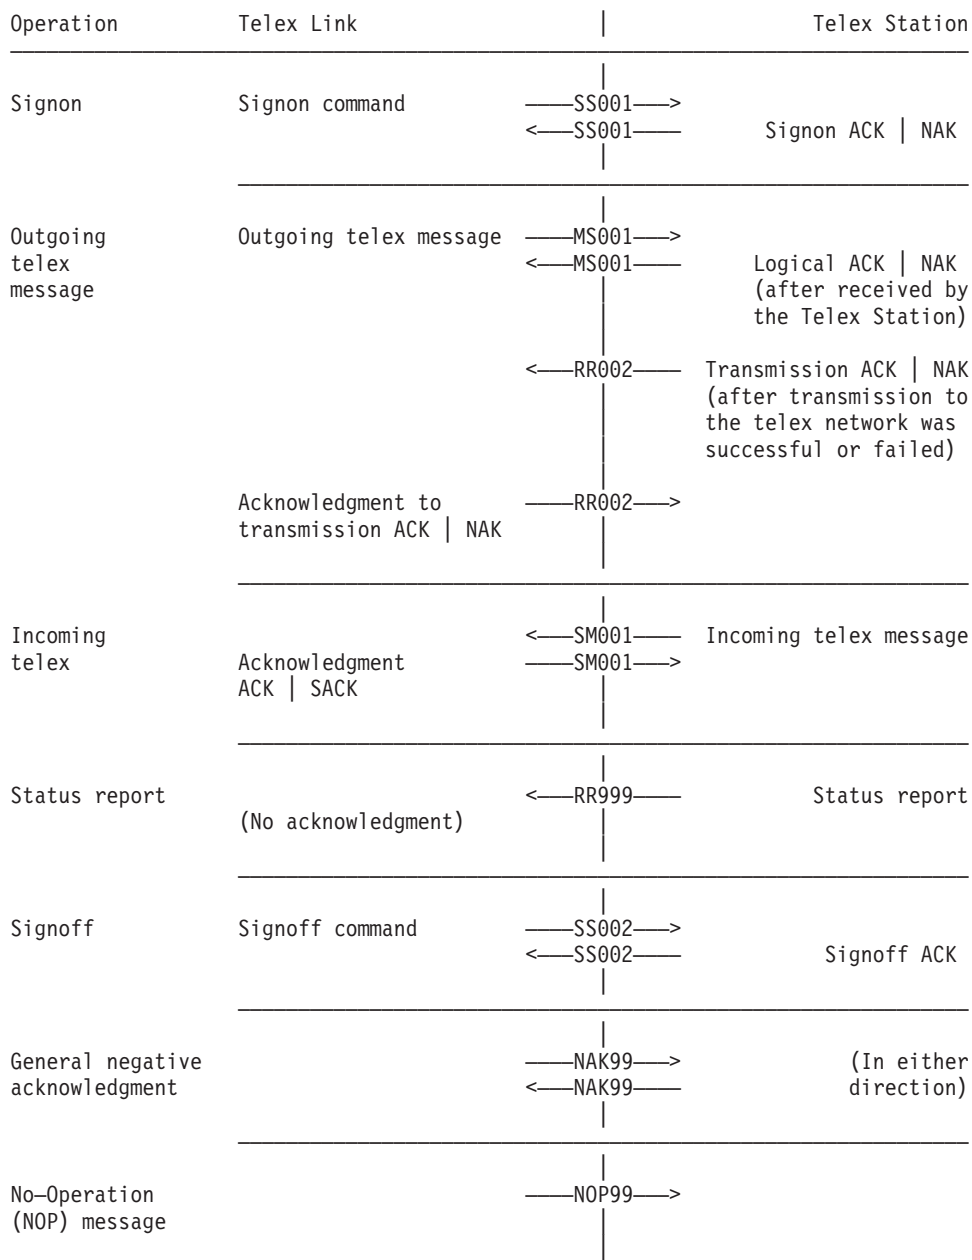 Operation Telex Link | Telex Station
|
Signon Signon command ————SS001———>
<———SS001———— Signon ACK | NAK
|
|
Outgoing Outgoing telex message ————MS001———>
telex <———MS001———— Logical ACK | NAK
message | (after received by
| the Telex Station)
|
<———RR002———— Transmission ACK | NAK
| (after transmission to
| the telex network was
| successful or failed)
|
Acknowledgment to ————RR002———>
transmission ACK | NAK |
|
|
Incoming <———SM001———— Incoming telex message
telex Acknowledgment ————SM001———>
ACK | SACK |
|
|
Status report <———RR999———— Status report
(No acknowledgment) |
|
|
Signoff Signoff command ————SS002———>
<———SS002———— Signoff ACK
|
|
General negative ————NAK99———> (In either
acknowledgment <———NAK99———— direction)
|
|
No—Operation ————NOP99———>
(NOP) message |
|